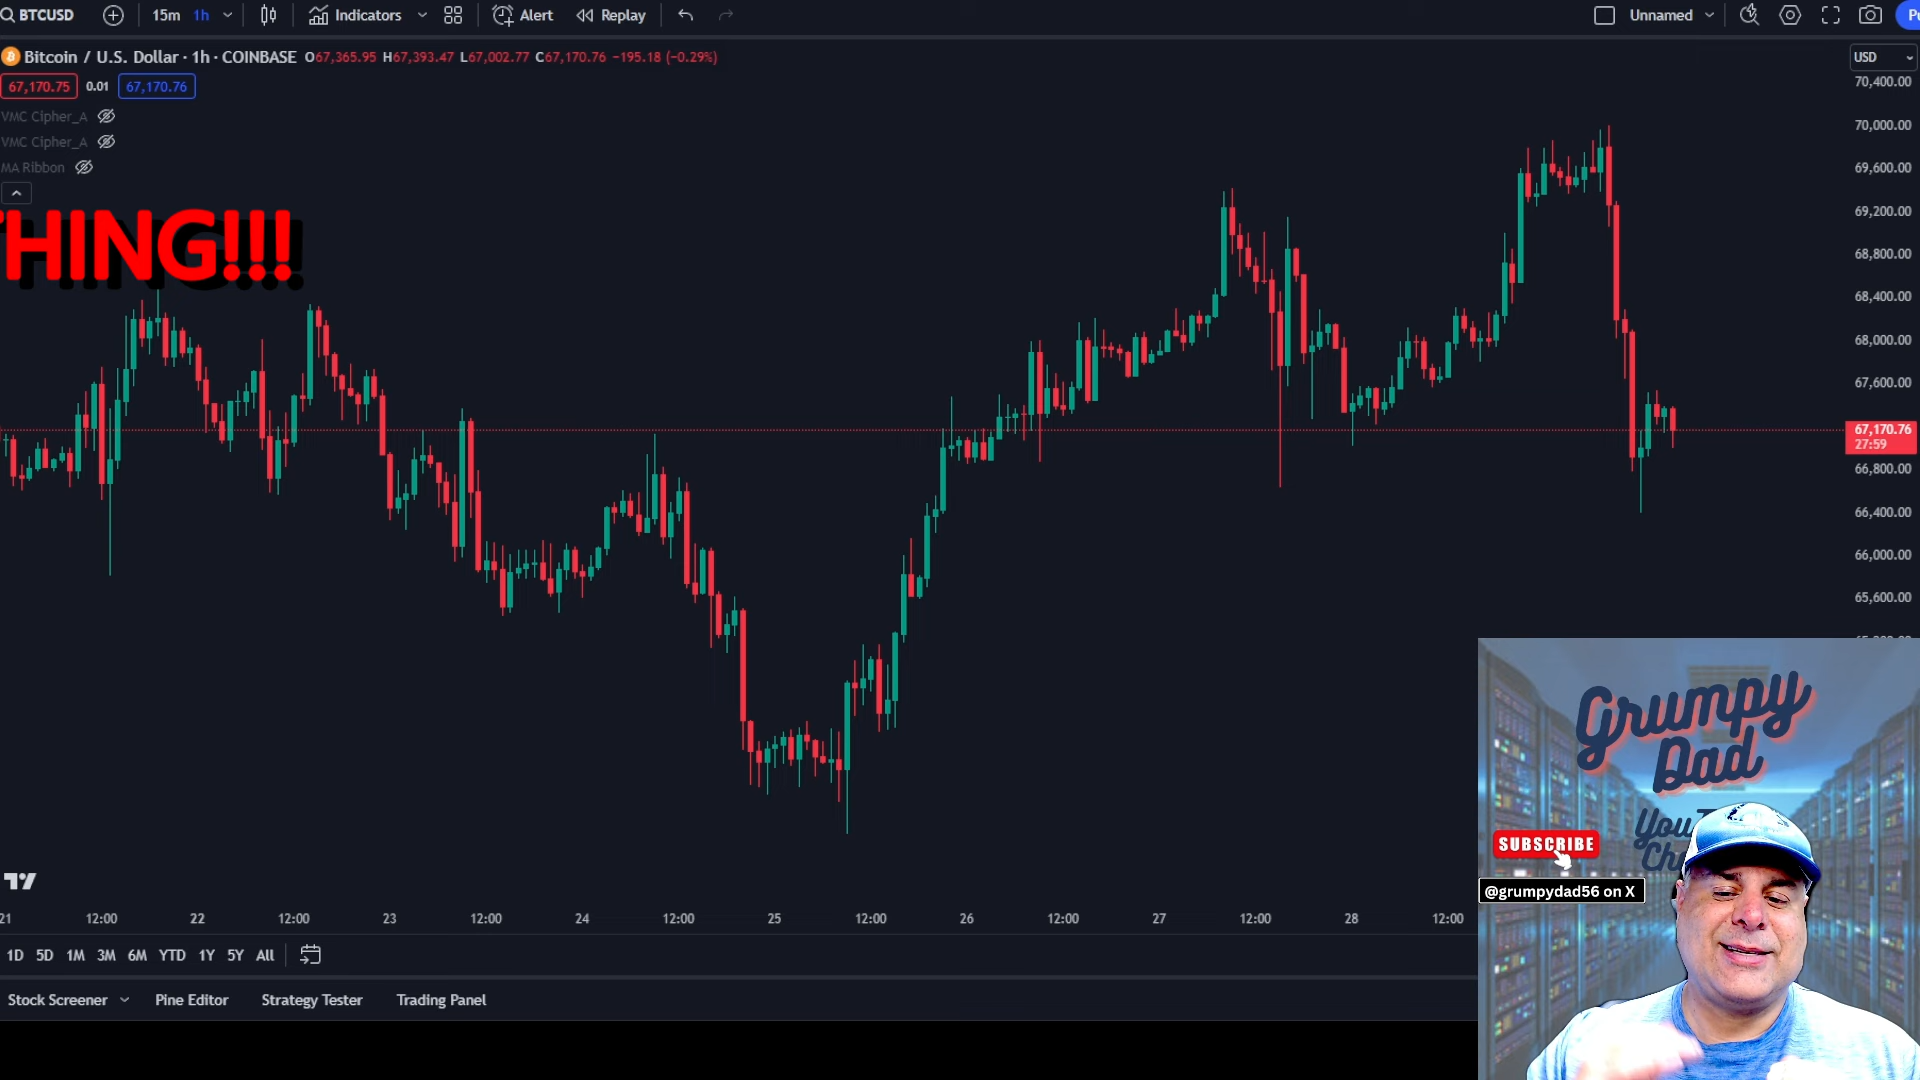 BTCUSD 15m 1h Indicators Alert Replay Unnamed
Bitcoin / U.S. Dollar · 1h · COINBASE O67,365.95 H67,393.47 L67,002.77 C67,170.76 −195.18 (−0.29%) USD
67,170.75 0.01 67,170.76
70,400.00
VMC Cipher_A
70,000.00
VMC Cipher_A
MA Ribbon
69,600.00
THING!!!
69,200.00
68,800.00
68,400.00
68,000.00
67,600.00
67,170.76
27:59
66,800.00
66,400.00
66,000.00
65,600.00
Grumpy
Dad
SUBSCRIBE
@grumpydad56 on X
21 12:00 22 12:00 23 12:00 24 12:00 25 12:00 26 12:00 27 12:00 28 12:00
1D 5D 1M 3M 6M YTD 1Y 5Y All
Stock Screener Pine Editor Strategy Tester Trading Panel